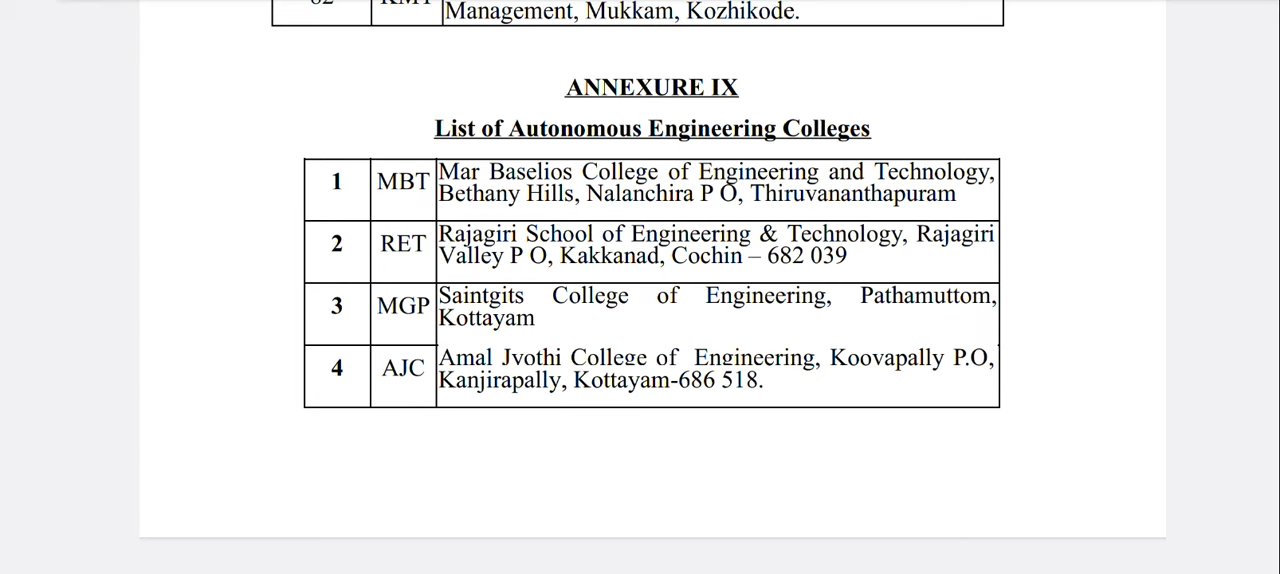 Management, Mukkam, Kozhikode.
ANNEXURE IX
List of Autonomous Engineering Colleges
1 MBT Mar Baselios College of Engineering and Technology,
Bethany Hills, Nalanchira P O, Thiruvananthapuram
2 RET Rajagiri School of Engineering & Technology, Rajagiri
Valley P O, Kakkanad, Cochin – 682 039
3 MGP Saintgits College of Engineering, Pathamuttom,
Kottayam
4 AJC Amal Jyothi College of Engineering, Koovapally P.O,
Kanjirapally, Kottayam-686 518.